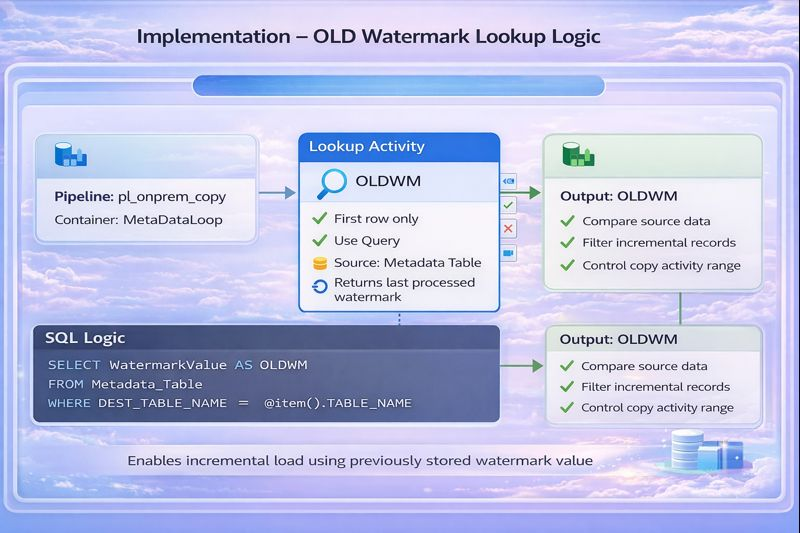 Implementation – OLD Watermark Lookup Logic
Pipeline: pl_onprem_copy
Container: MetaDataLoop
Lookup Activity
OLDWM
First row only
Use Query
Source: Metadata Table
Returns last processed
watermark
Output: OLDWM
Compare source data
Filter incremental records
Control copy activity range
SQL Logic
SELECT WatermarkValue AS OLDWM
FROM Metadata_Table
WHERE DEST_TABLE_NAME = @item().TABLE_NAME
Output: OLDWM
Compare source data
Filter incremental records
Control copy activity range
Enables incremental load using previously stored watermark value